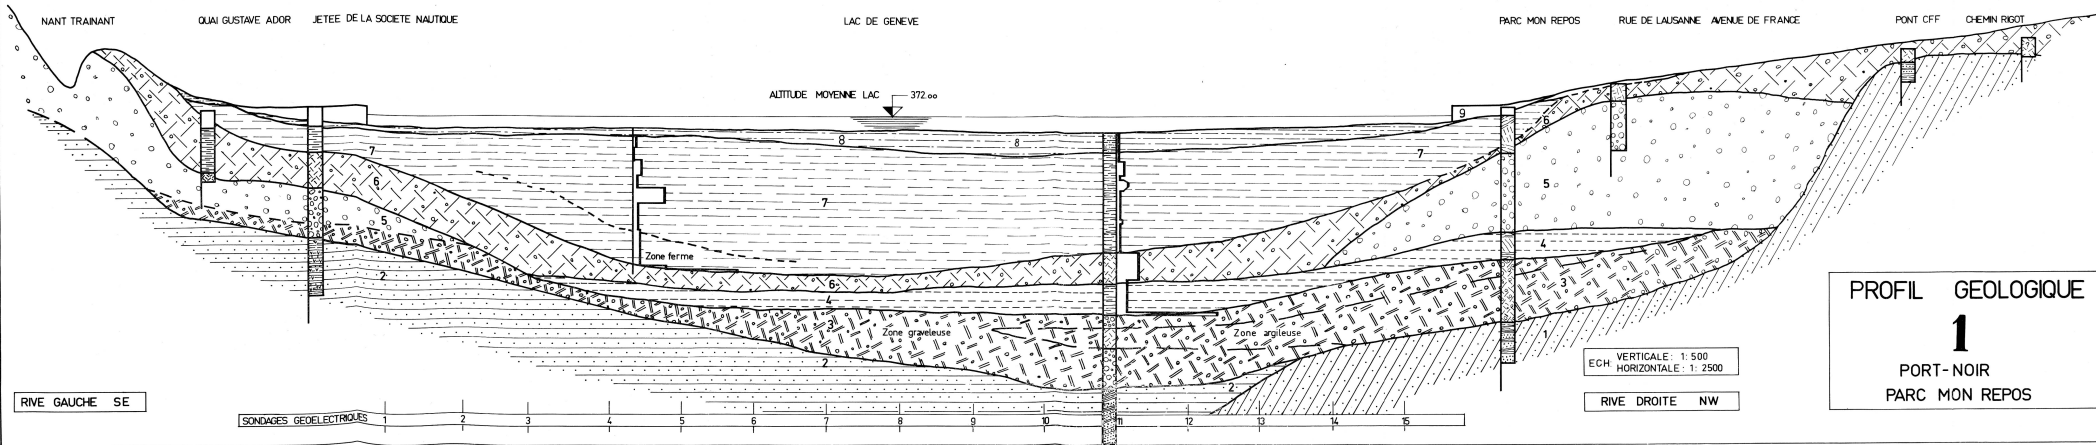 NANT TRAINANT
QUAI GUSTAVE ADOR
JETEE DE LA SOCIETE NAUTIQUE
LAC DE GENEVE
PARC MON REPOS
RUE DE LAUSANNE
AVENUE DE FRANCE
PONT CFF
CHEMIN RIGOT
ALTITUDE MOYENNE LAC
372.00
9
6
8
8
7
7
7
6
5
5
Zone ferme
6
4
4
2
3
3
Zone graveleuse
Zone argileuse
1
2
2
PROFIL GEOLOGIQUE
1
PORT-NOIR
PARC MON REPOS
ECH. VERTICALE: 1: 500
HORIZONTALE: 1: 2500
RIVE GAUCHE SE
RIVE DROITE NW
SONDAGES GEOELECTRIQUES 1 2 3 4 5 6 7 8 9 10 11 12 13 14 15